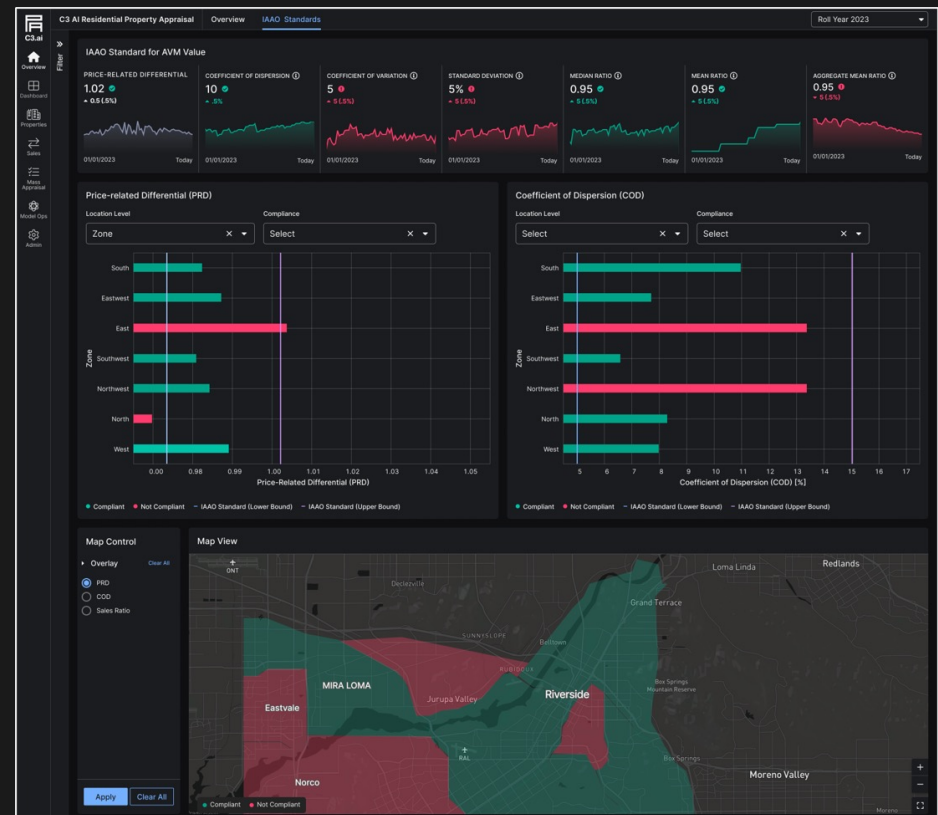 C3.ai
C3 AI Residential Property Appraisal
Overview
IAAO Standards
Roll Year 2023
Overview
Dashboard
Properties
Sales
Mass
Appraisal
Model Ops
Admin
»
Filter
IAAO Standard for AVM Value
PRICE-RELATED DIFFERENTIAL
1.02
0.5 (.5%)
01/01/2023 Today
COEFFICIENT OF DISPERSION
10
.5%
01/01/2023 Today
COEFFICIENT OF VARIATION
5
5 (.5%)
01/01/2023 Today
STANDARD DEVIATION
5%
5 (.5%)
01/01/2023 Today
MEDIAN RATIO
0.95
5 (.5%)
01/01/2023 Today
MEAN RATIO
0.95
5 (.5%)
01/01/2023 Today
AGGREGATE MEAN RATIO
0.95
5 (.5%)
01/01/2023 Today
Price-related Differential (PRD)
Location Level Compliance
Zone Select
Zone
South
Eastwest
East
Southwest
Northwest
North
West
0.00 0.98 0.99 1.00 1.01 1.02 1.03 1.04 1.05
Price-Related Differential (PRD)
Compliant Not Compliant – IAAO Standard (Lower Bound) – IAAO Standard (Upper Bound)
Coefficient of Dispersion (COD)
Location Level Compliance
Select Select
Zone
South
Eastwest
East
Southwest
Northwest
North
West
5 6 7 8 9 10 11 12 13 14 15 16 17
Coefficient of Dispersion (COD) [%]
Compliant Not Compliant – IAAO Standard (Lower Bound) – IAAO Standard (Upper Bound)
Map Control
Overlay Clear All
PRD
COD
Sales Ratio
Apply Clear All
Map View
ONT
Loma Linda
Redlands
Declezville
Grand Terrace
SUNNYSLOPE
Belltown
RUBIDOUX
MIRA LOMA
Box Springs
Mountain Reserve
Jurupa Valley
Riverside
Eastvale
RAL
Box Springs
Moreno Valley
Norco
Moreno
+
−
Compliant Not Compliant